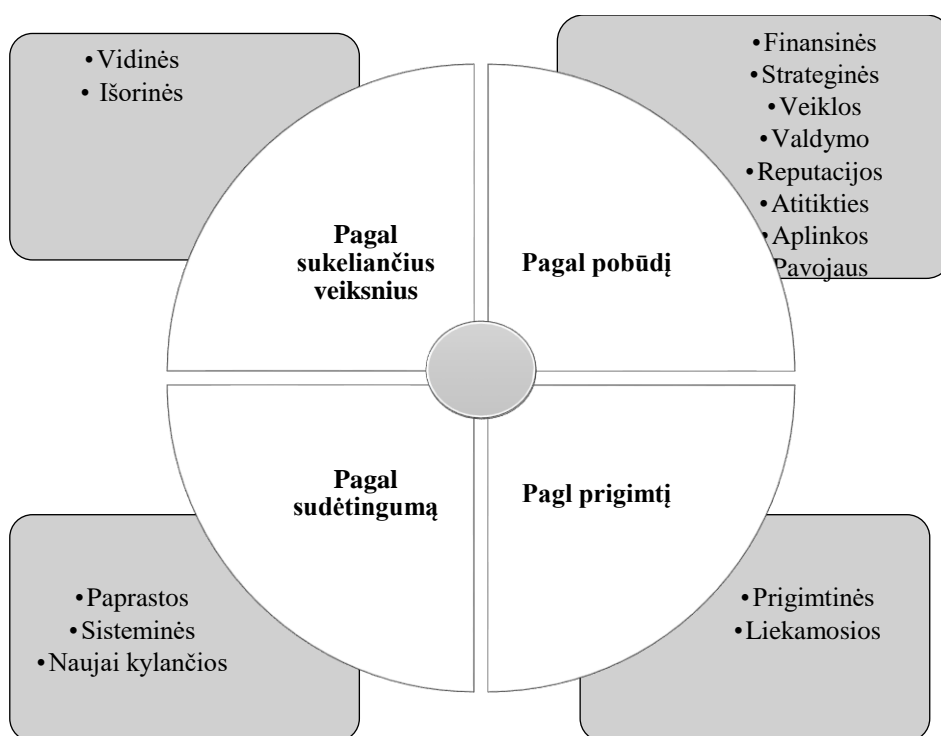 •Vidinės
• Išorinės
•Finansinės
•Strateginės
•Veiklos
•Valdymo
•Reputacijos
•Atitikties
•Aplinkos
•Pavojaus
Pagal
sukeliančius
veiksnius
Pagal pobūdį
Pagal
sudėtingumą
Pagl prigimtį
•Paprastos
•Sisteminės
•Naujai kylančios
•Prigimtinės
•Liekamosios